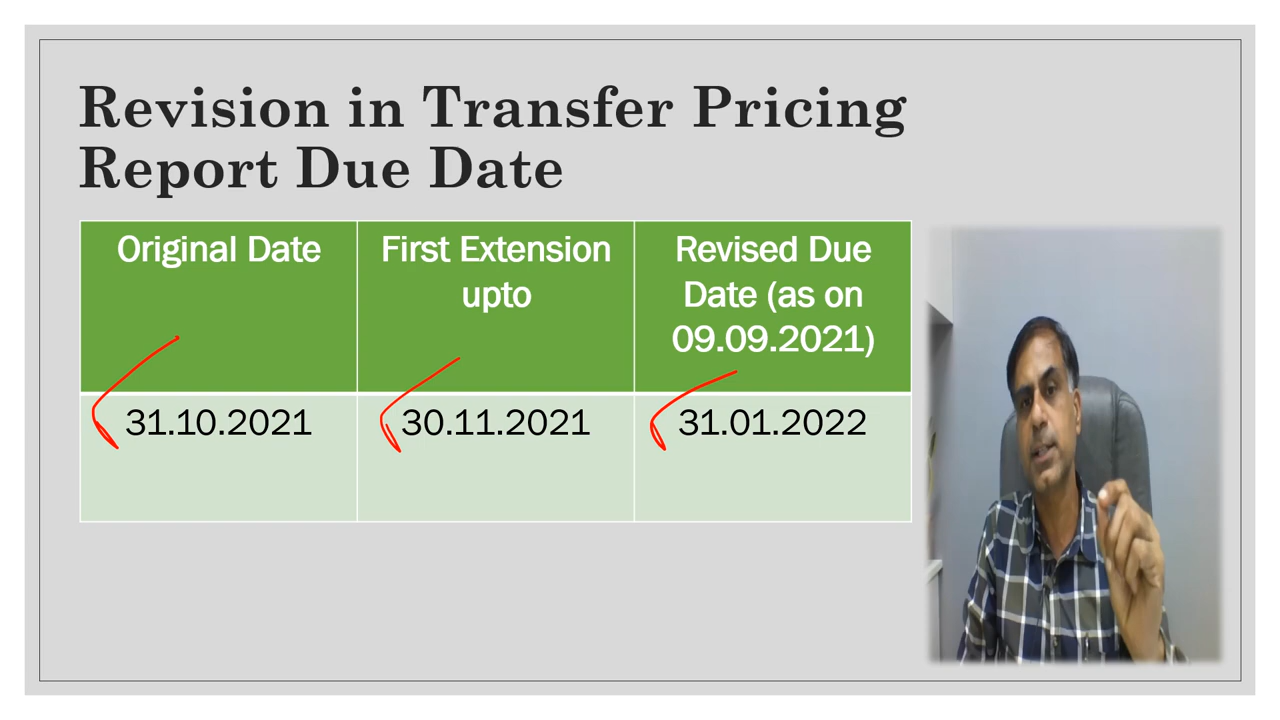 Revision in Transfer Pricing
Report Due Date
Original Date
First Extension
upto
Revised Due
Date (as on
09.09.2021)
31.10.2021
30.11.2021
31.01.2022